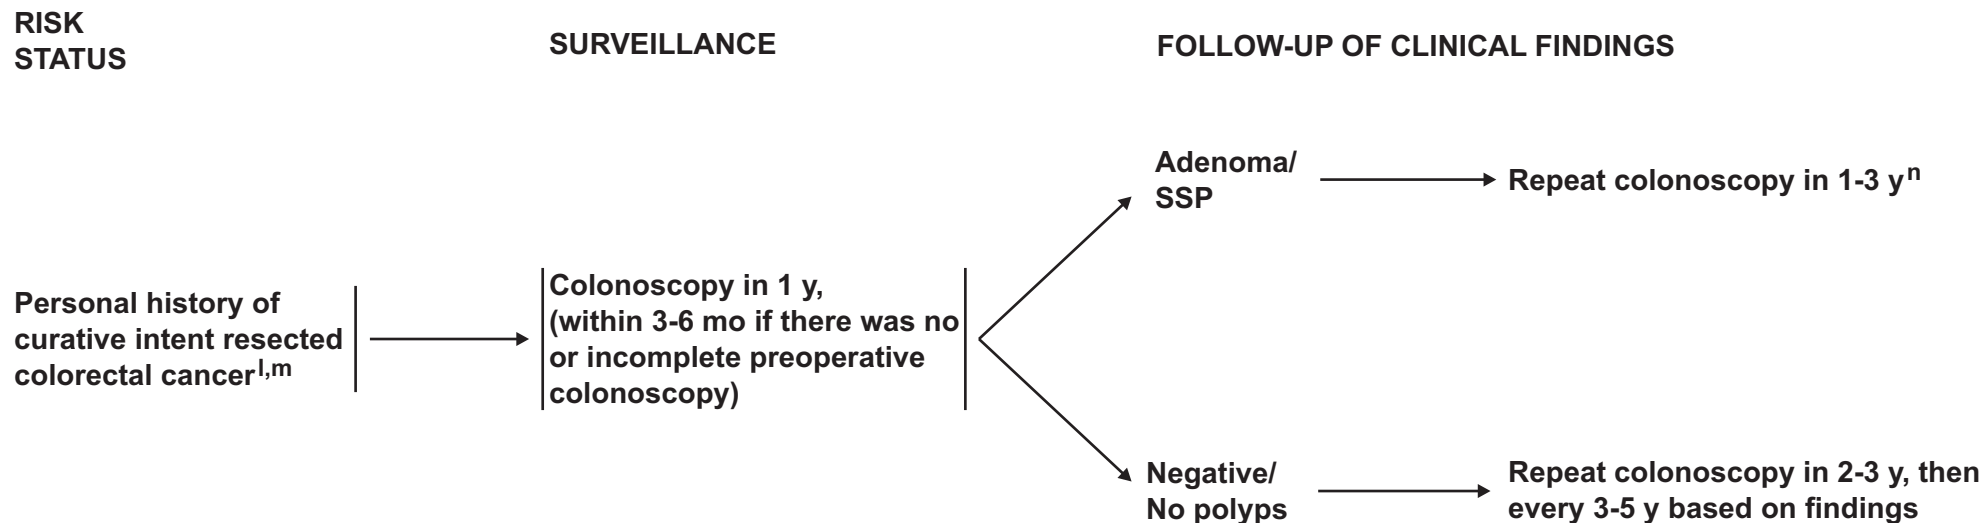 RISK
STATUS
SURVEILLANCE
FOLLOW-UP OF CLINICAL FINDINGS
Personal history of
curative intent resected
colorectal cancer l,m
Colonoscopy in 1 y,
(within 3-6 mo if there was no
or incomplete preoperative
colonoscopy)
Adenoma/
SSP
Repeat colonoscopy in 1-3 y n
Negative/
No polyps
Repeat colonoscopy in 2-3 y, then
every 3-5 y based on findings